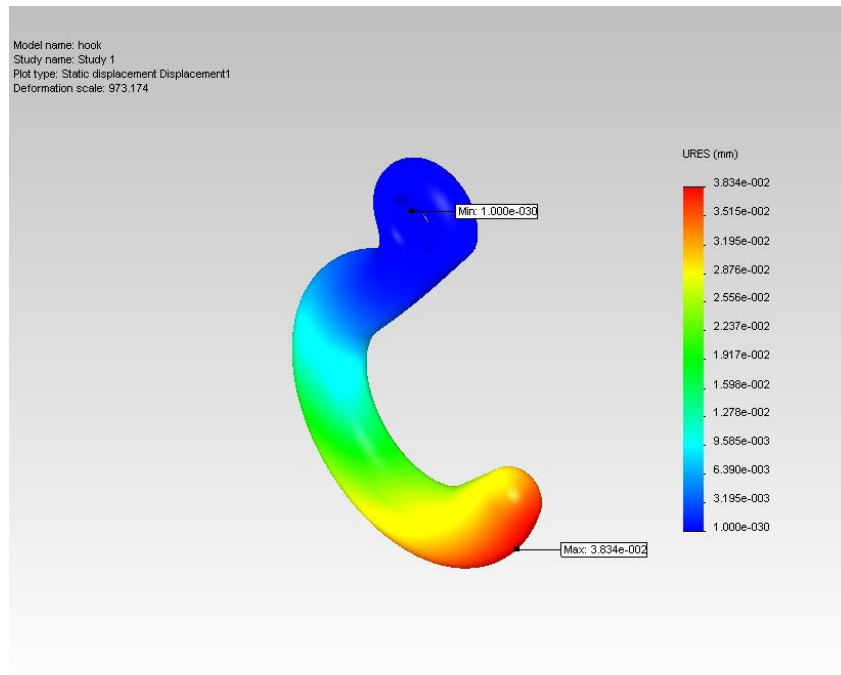 Model name: hook
Study name: Study 1
Plot type: Static displacement Displacement1
Deformation scale: 973.174
URES (mm)
3.834e-002
3.515e-002
3.195e-002
2.876e-002
2.556e-002
2.237e-002
1.917e-002
1.598e-002
1.278e-002
9.585e-003
6.390e-003
3.195e-003
1.000e-030
Min: 1.000e-030
Max: 3.834e-002